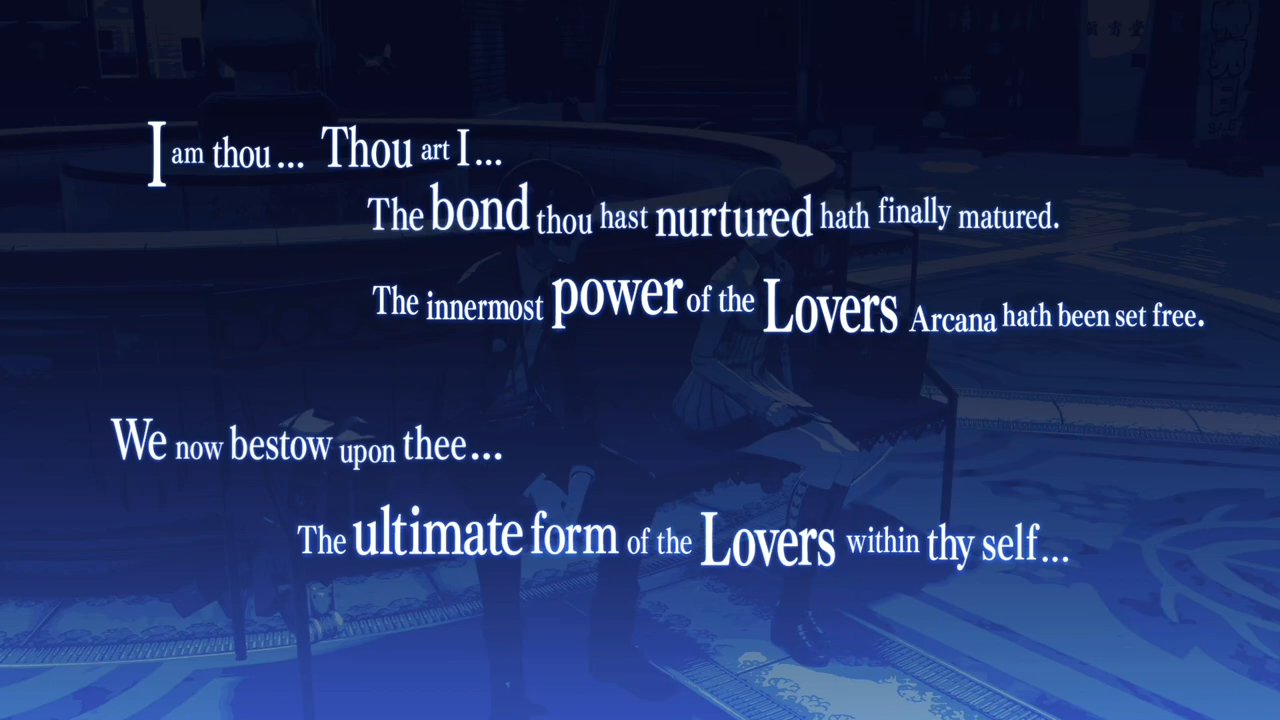 I am thou... Thou art I...
The bond thou hast nurtured hath finally matured.
The innermost power of the Lovers Arcana hath been set free.
We now bestow upon thee...
The ultimate form of the Lovers within thy self...